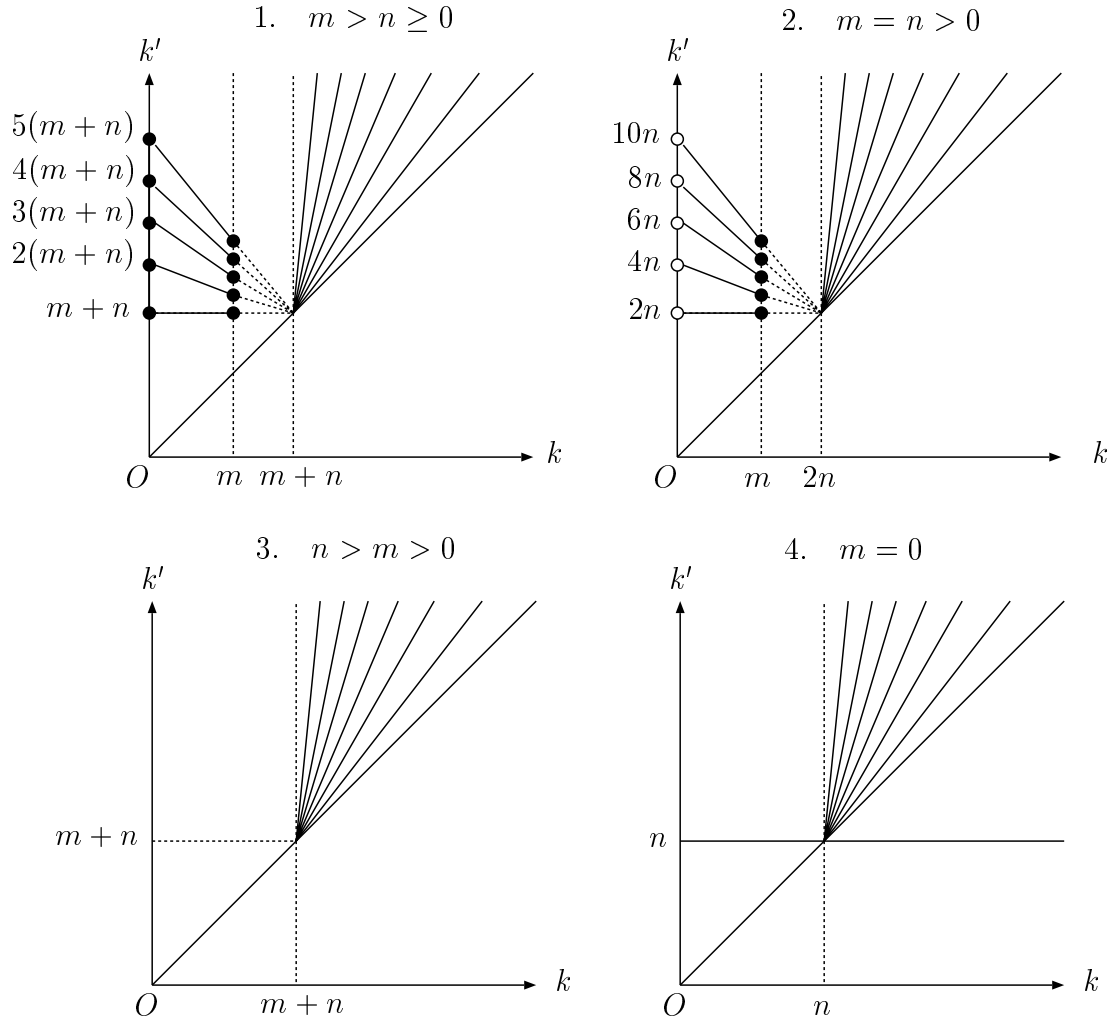 1. m > n ≥ 0
k′
5(m + n)
4(m + n)
3(m + n)
2(m + n)
m + n
O
m
m + n
k
2. m = n > 0
k′
10n
8n
6n
4n
2n
O
m
2n
k
3. n > m > 0
k′
m + n
O
m + n
k
4. m = 0
k′
n
O
n
k